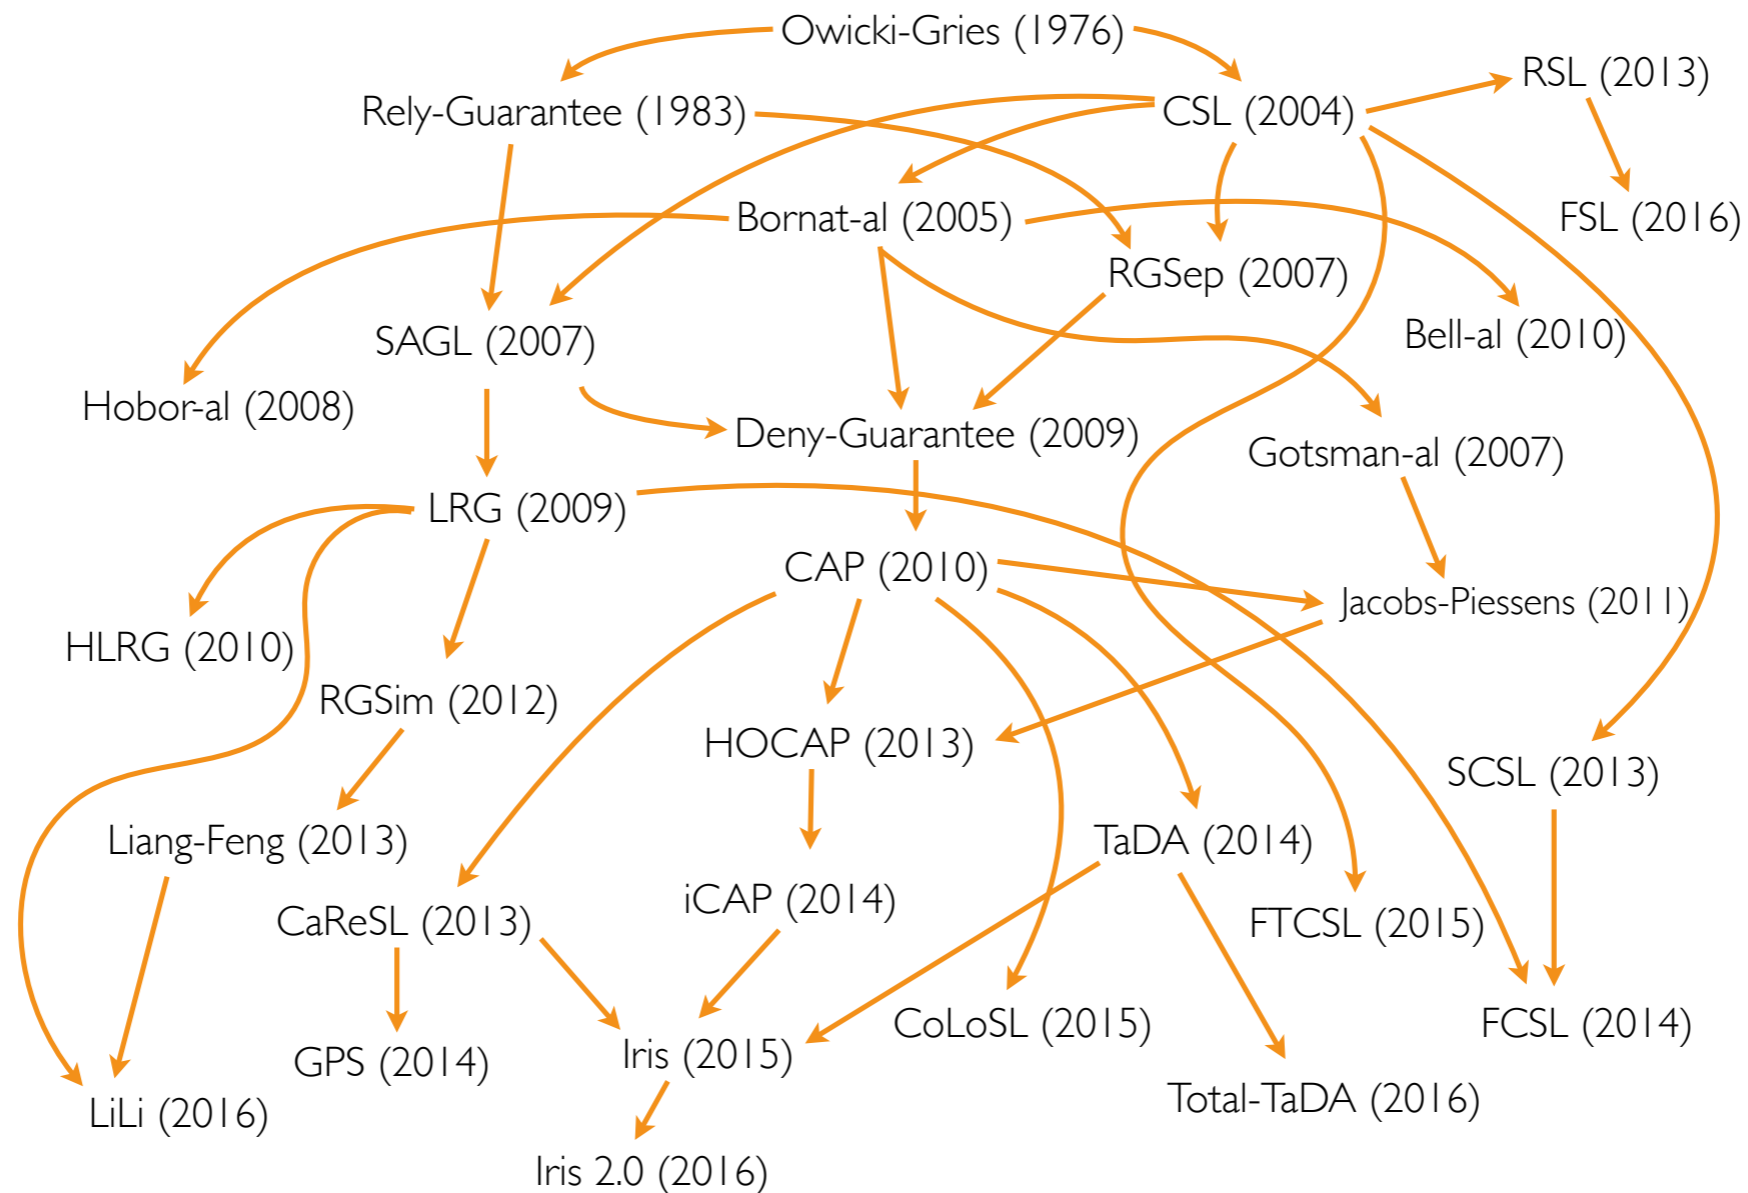 Owicki-Gries (1976)
RSL (2013)
Rely-Guarantee (1983)
CSL (2004)
Bornat-al (2005)
FSL (2016)
RGSep (2007)
SAGL (2007)
Bell-al (2010)
Hobor-al (2008)
Deny-Guarantee (2009)
Gotsman-al (2007)
LRG (2009)
CAP (2010)
Jacobs-Piessens (2011)
HLRG (2010)
RGSim (2012)
HOCAP (2013)
SCSL (2013)
Liang-Feng (2013)
TaDA (2014)
iCAP (2014)
CaReSL (2013)
FTCSL (2015)
CoLoSL (2015)
FCSL (2014)
Iris (2015)
GPS (2014)
Total-TaDA (2016)
LiLi (2016)
Iris 2.0 (2016)